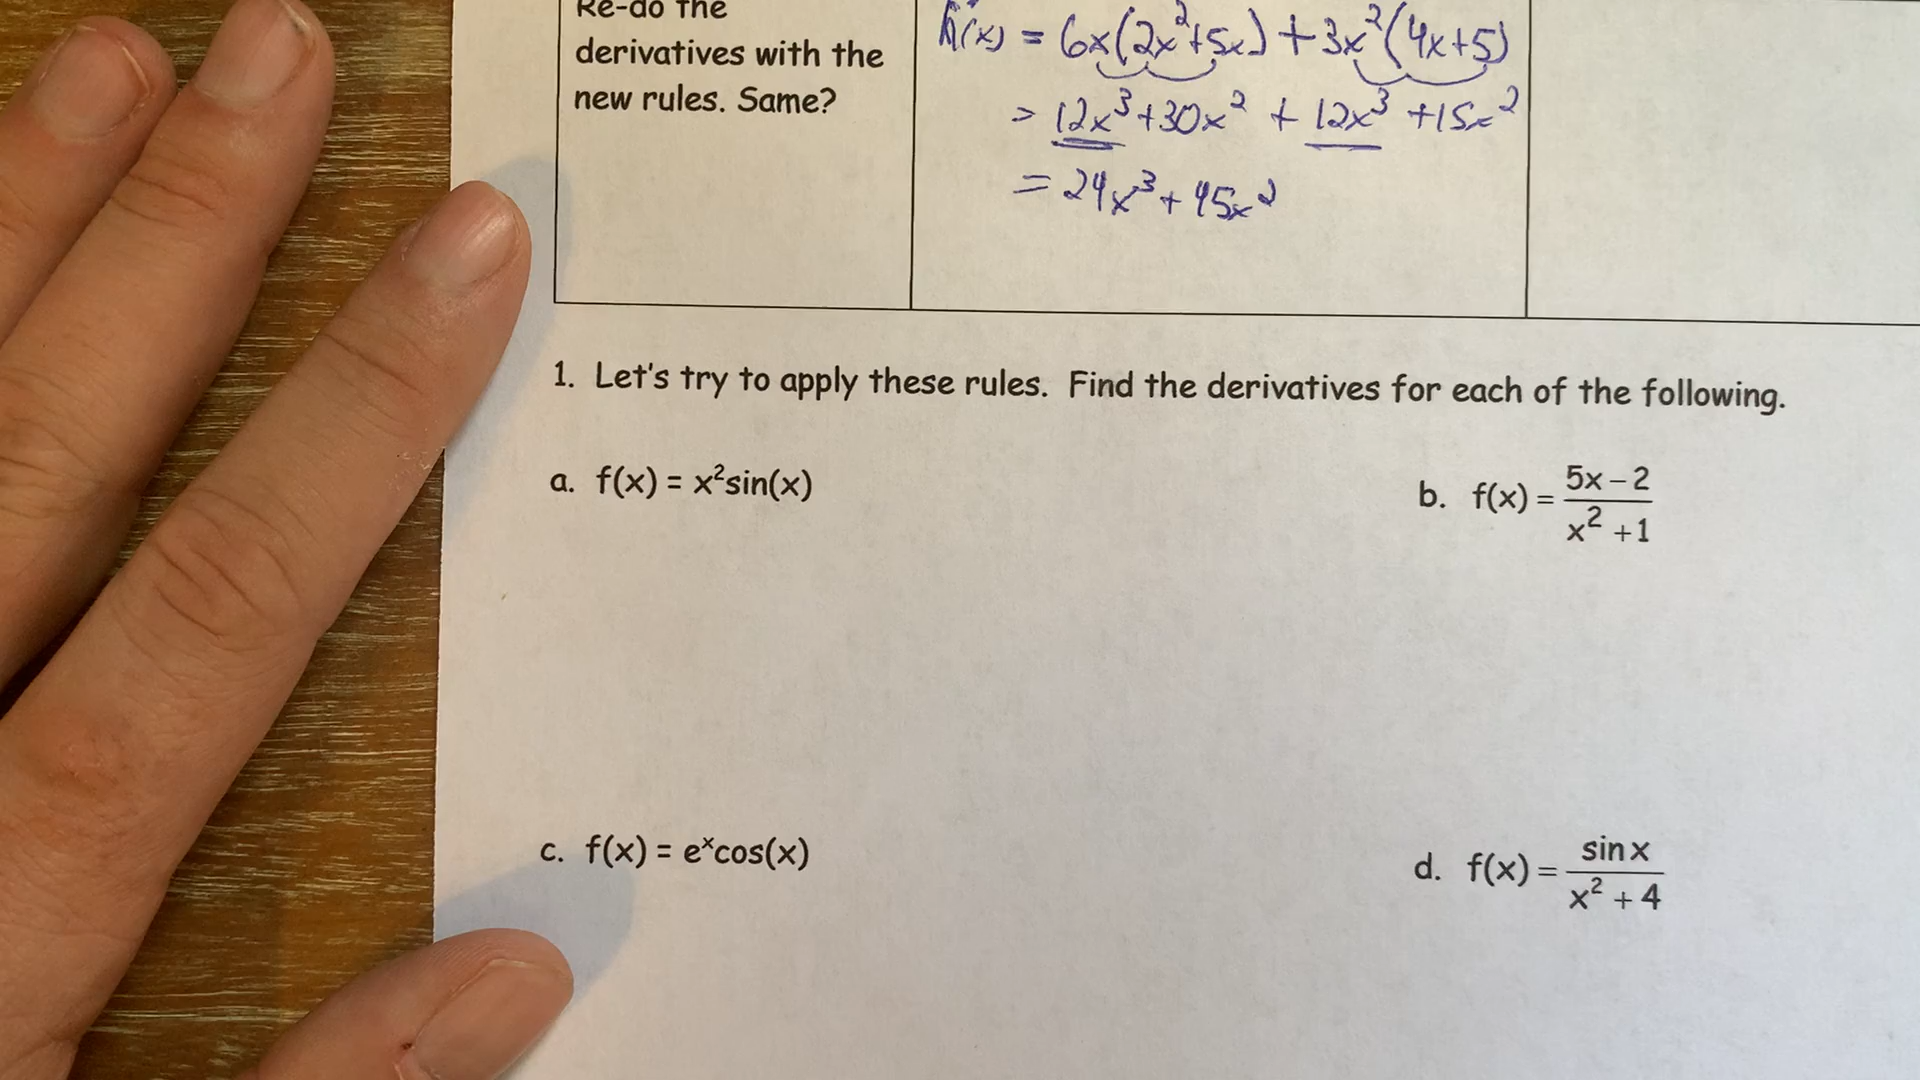 Re-do the
derivatives with the
new rules. Same?
h'(x) = 6x(2x²+5x) + 3x²(4x+5)
= 12x³+30x² + 12x³ +15x²
= 24x³ + 45x²
1. Let's try to apply these rules. Find the derivatives for each of the following.
a. f(x) = x²sin(x)
b. f(x) = (5x – 2)/(x² + 1)
c. f(x) = eˣcos(x)
d. f(x) = (sin x)/(x² + 4)